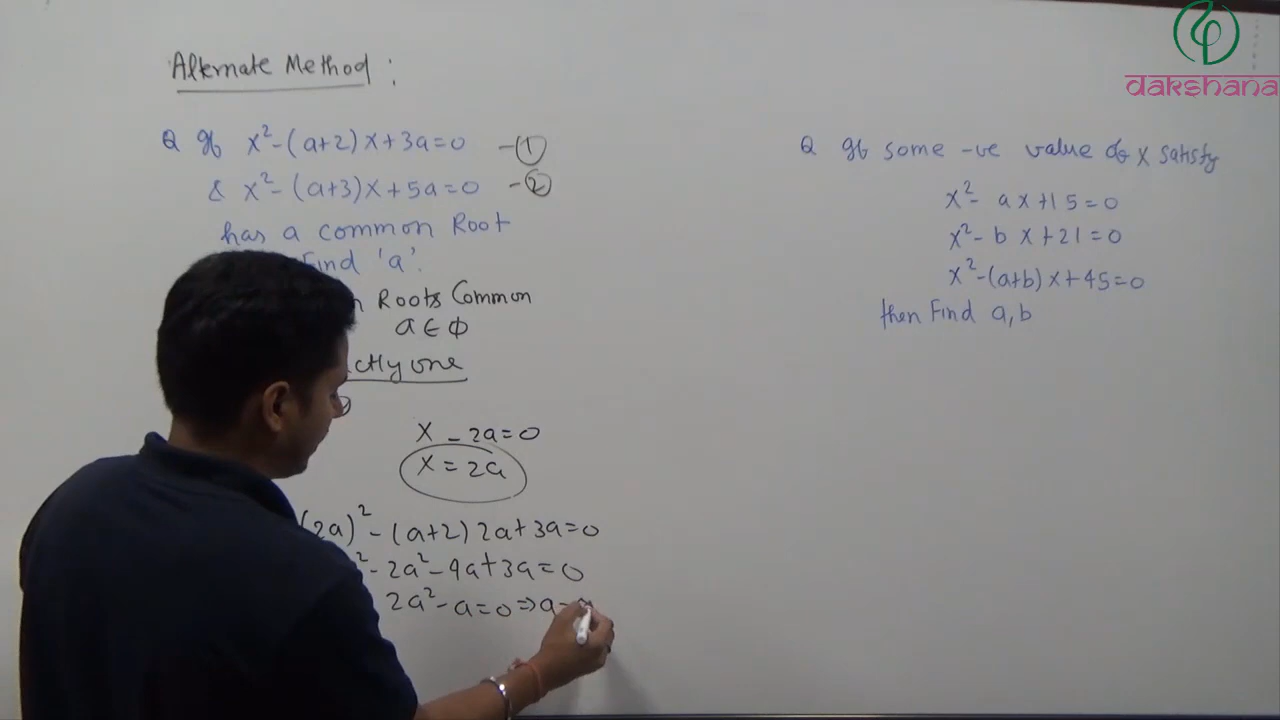 Alternate Method :
Q If x²-(a+2)x+3a=0 -①
& x²-(a+3)x+5a=0 -②
has a common Root
Find 'a'.
Roots Common
a∈ϕ
one
x-2a=0
x=2a
(2a)²-(a+2)2a+3a=0
²-2a²-4a+3a=0
2a²-a=0⇒a=
Q If some -ve value of x satisfy
x²-ax+15=0
x²-bx+21=0
x²-(a+b)x+45=0
then Find a,b
dakshana